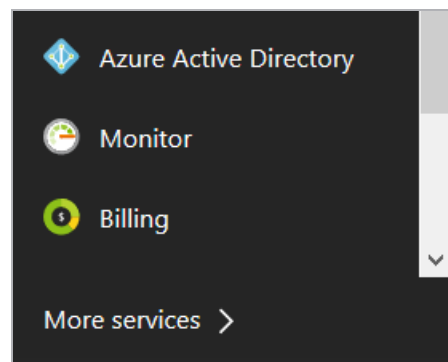 Azure Active Directory
Monitor
$ Billing
More services